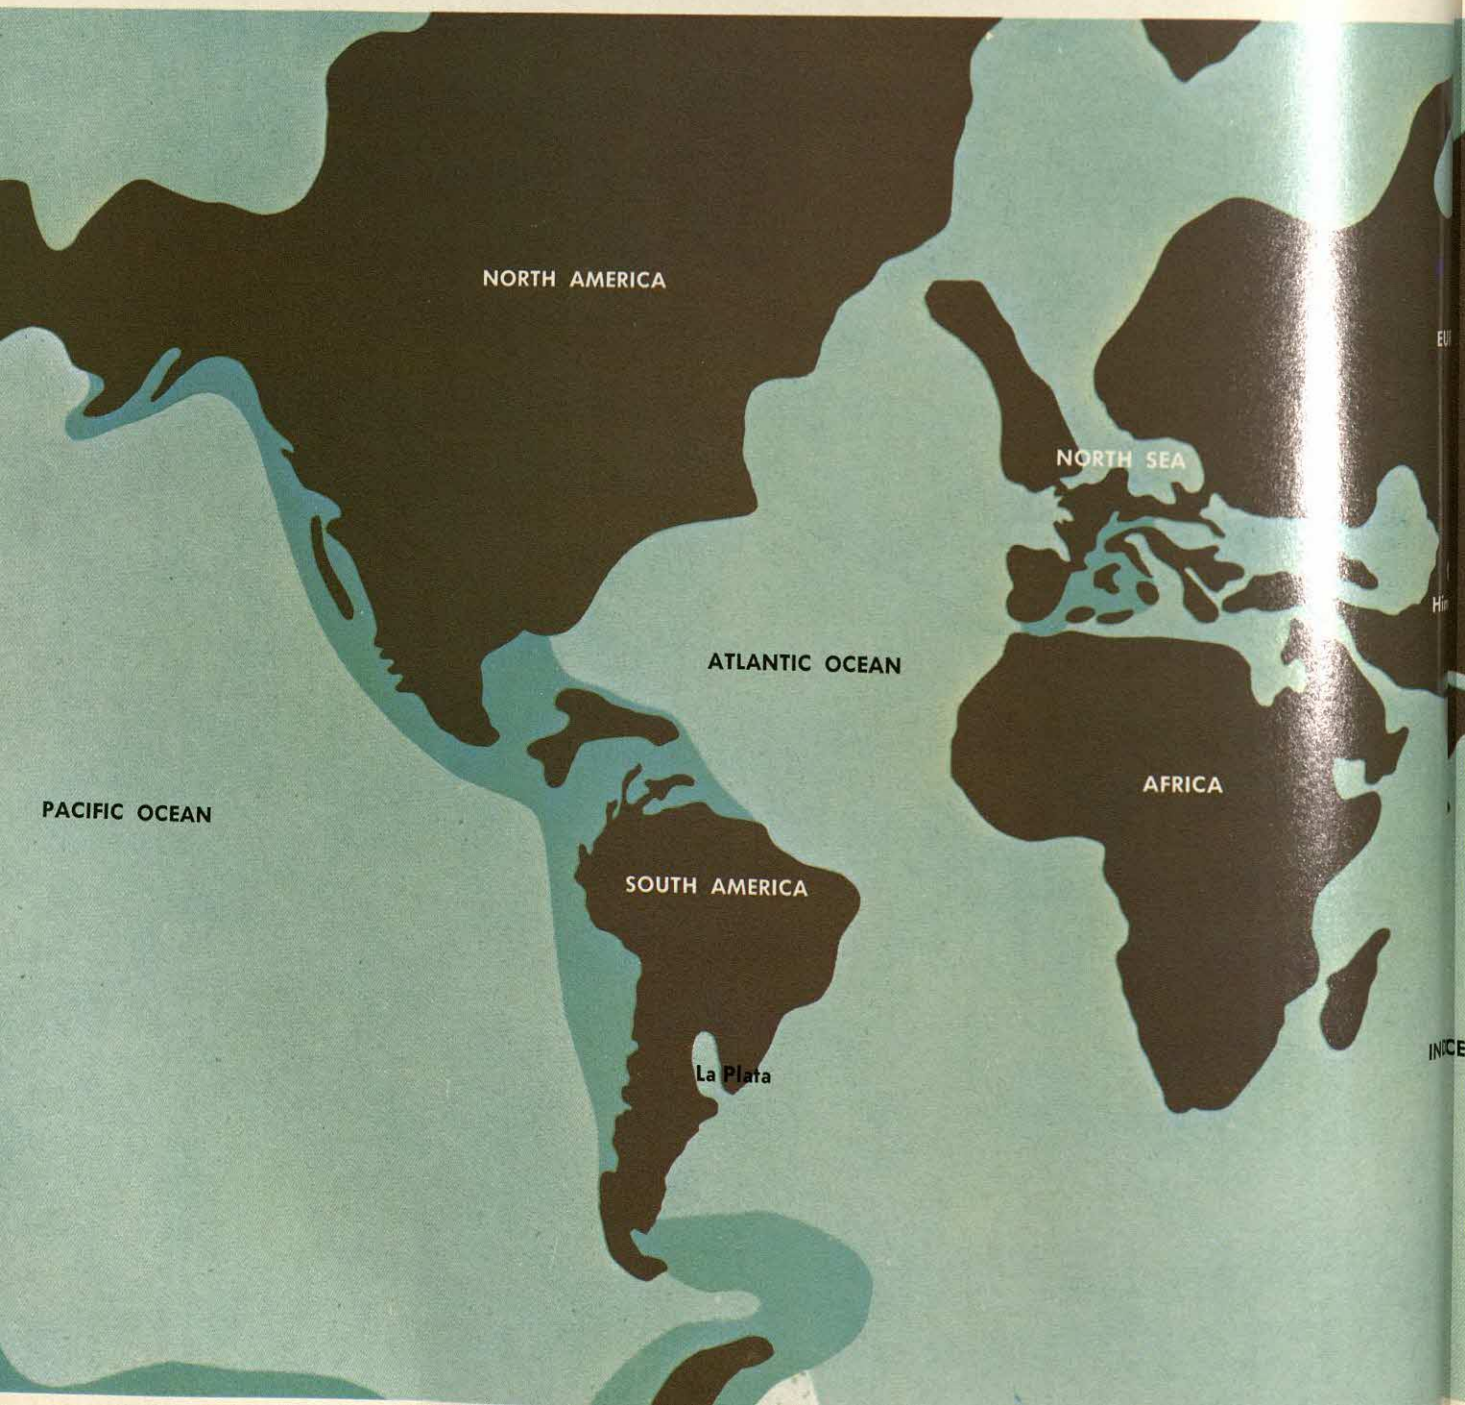 NORTH AMERICA
NORTH SEA
ATLANTIC OCEAN
AFRICA
PACIFIC OCEAN
SOUTH AMERICA
La Plata